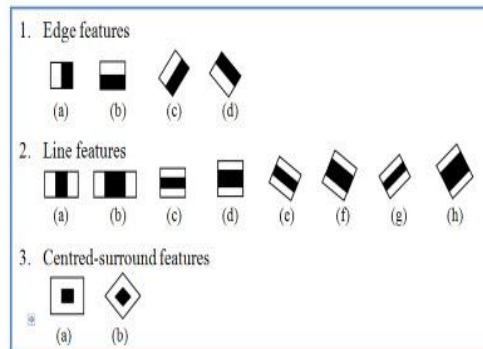 1. Edge features
(a) (b) (c) (d)
2. Line features
(a) (b) (c) (d) (e) (f) (g) (h)
3. Centred-surround features
(a) (b)